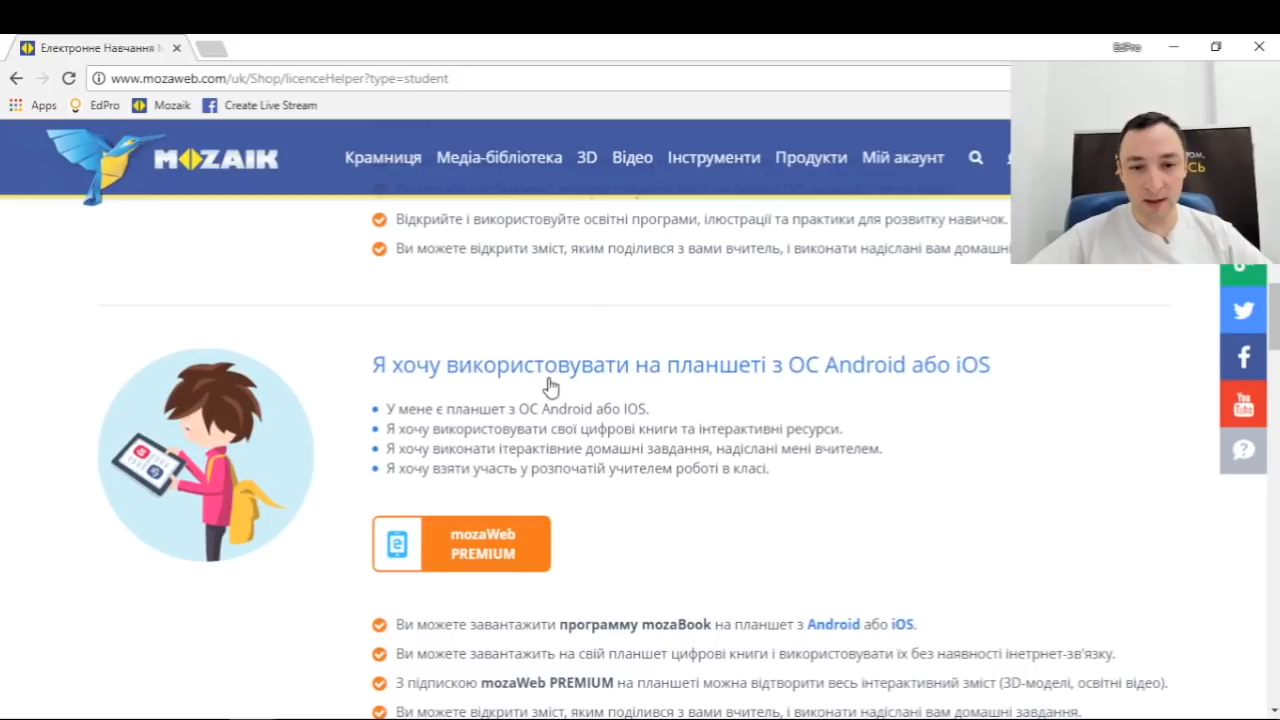 Електронне Навчання М
EdPro
www.mozaweb.com/uk/Shop/licenceHelper?type=student
Apps EdPro Mozaik Create Live Stream
MOZAIK Крамниця Медіа-бібліотека 3D Відео Інструменти Продукти Мій акаунт
Відкрийте і використовуйте освітні програми, ілюстрації та практики для розвитку навичок.
Ви можете відкрити зміст, яким поділився з вами вчитель, і виконати надіслані вам домашні
Я хочу використовувати на планшеті з ОС Android або iOS
У мене є планшет з ОС Android або IOS.
Я хочу використовувати свої цифрові книги та інтерактивні ресурси.
Я хочу виконати ітерактівние домашні завдання, надіслані мені вчителем.
Я хочу взяти участь у розпочатій учителем роботі в класі.
mozaWeb
PREMIUM
Ви можете завантажити программу mozaBook на планшет з Android або iOS.
Ви можете завантажить на свій планшет цифрові книги і використовувати їх без наявності інетрнет-зв'язку.
З підпискою mozaWeb PREMIUM на планшеті можна відтворити весь інтерактивний зміст (3D-моделі, освітні відео).
Ви можете відкрити зміст, яким поділився з вами вчитель, і виконати надіслані вам домашні завдання.
You
Tube